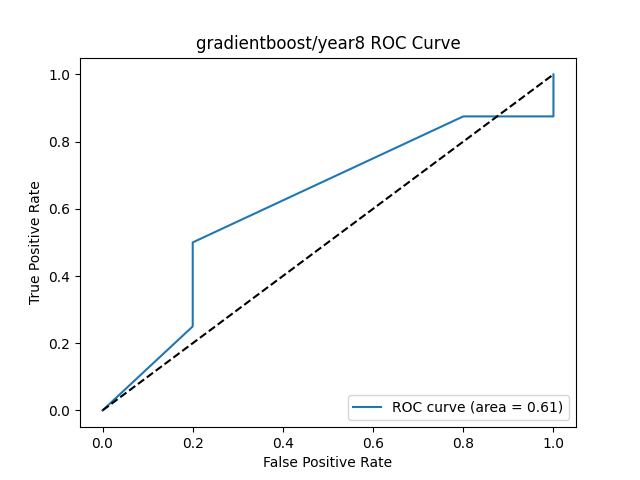 gradientboost/year8 ROC Curve
True Positive Rate
1.0
0.8
0.6
0.4
0.2
0.0
ROC curve (area = 0.61)
0.0 0.2 0.4 0.6 0.8 1.0
False Positive Rate